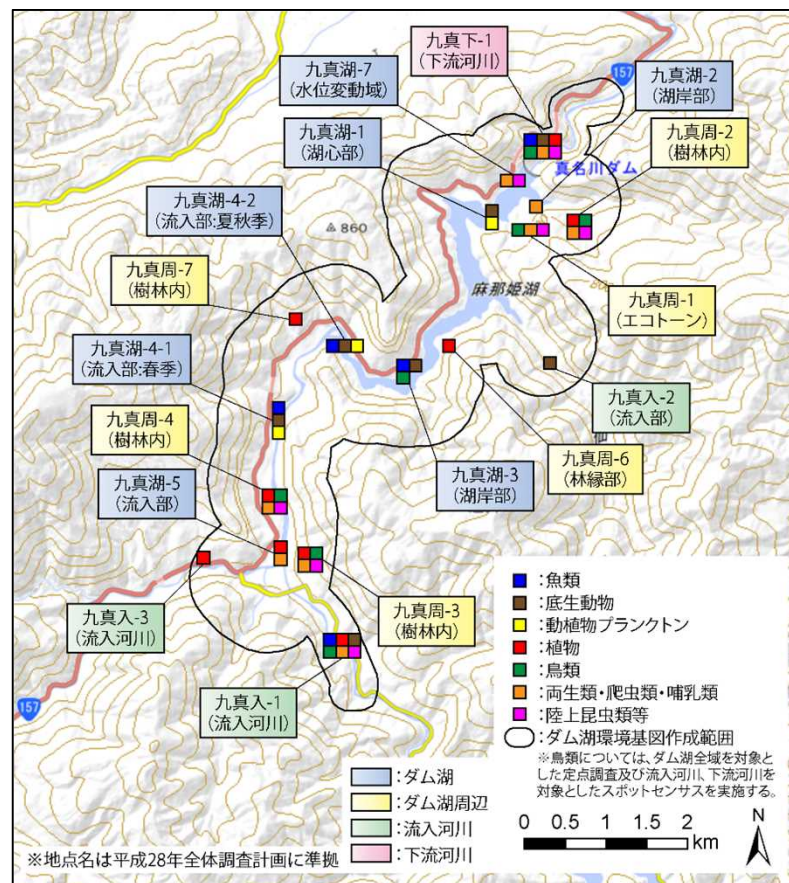 九真下-1
(下流河川)
157
九真湖-7
(水位変動域)
九真湖-2
(湖岸部)
九真湖-1
(湖心部)
九真周-2
(樹林内)
真名川ダム
九真湖-4-2
(流入部:夏秋季)
860
九真周-7
(樹林内)
麻那姫湖
九真周-1
(エコトーン)
九真湖-4-1
(流入部:春季)
九真入-2
(流入部)
九真周-4
(樹林内)
九真湖-3
(湖岸部)
九真周-6
(林縁部)
九真湖-5
(流入部)
九真入-3
(流入河川)
九真周-3
(樹林内)
九真入-1
(流入河川)
157
:魚類
:底生動物
:動植物プランクトン
:植物
:鳥類
:両生類・爬虫類・哺乳類
:陸上昆虫類等
:ダム湖環境基図作成範囲
※鳥類については、ダム湖全域を対象と
した定点調査及び流入河川、下流河川を
対象としたスポットセンサスを実施する。
:ダム湖
:ダム湖周辺
:流入河川
:下流河川
0 0.5 1 2
km
N
※地点名は平成28年全体調査計画に準拠